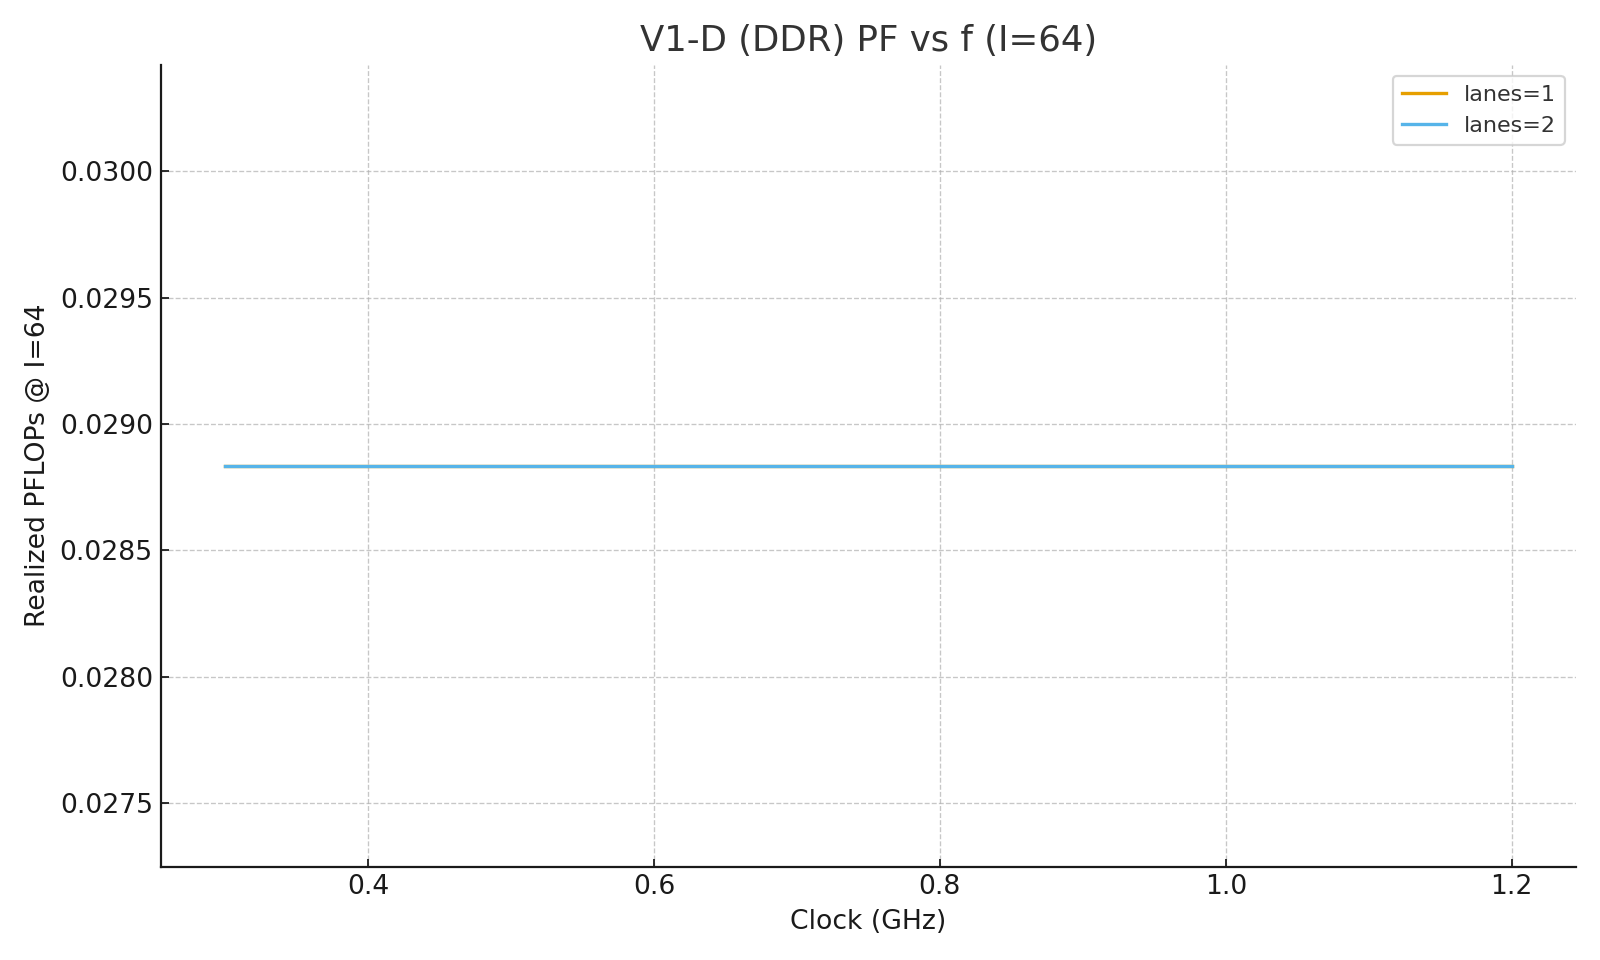 V1-D (DDR) PF vs f (I=64)
lanes=1
lanes=2
Realized PFLOPs @ I=64
0.0300
0.0295
0.0290
0.0285
0.0280
0.0275
0.4 0.6 0.8 1.0 1.2
Clock (GHz)